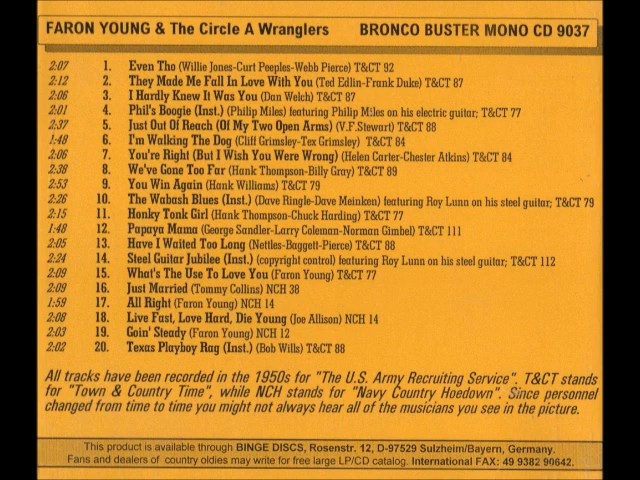 FARON YOUNG & The Circle A Wranglers BRONCO BUSTER MONO CD 9037
2:07 1. Even Tho (Willie Jones-Curt Peeples-Webb Pierce) T&CT 92
2:12 2. They Made Me Fall In Love With You (Ted Edlin-Frank Duke) T&CT 87
2:06 3. I Hardly Knew It Was You (Dan Welch) T&CT 87
2:01 4. Phil's Boogie (Inst.) (Philip Miles) featuring Philip Miles on his electric guitar; T&CT 77
2:37 5. Just Out Of Reach (Of My Two Open Arms) (V.F.Stewart) T&CT 88
1:48 6. I'm Walking The Dog (Cliff Grimsley-Tex Grimsley) T&CT 84
2:06 7. You're Right (But I Wish You Were Wrong) (Helen Carter-Chester Atkins) T&CT 84
2:38 8. We've Gone Too Far (Hank Thompson-Billy Gray) T&CT 89
2:53 9. You Win Again (Hank Williams) T&CT 79
2:26 10. The Wabash Blues (Inst.) (Dave Ringle-Dave Meinken) featuring Roy Lunn on his steel guitar; T&CT 79
2:15 11. Honky Tonk Girl (Hank Thompson-Chuck Harding) T&CT 77
1:48 12. Papaya Mama (George Sandler-Larry Coleman-Norman Gimbel) T&CT 111
2:05 13. Have I Waited Too Long (Nettles-Baggett-Pierce) T&CT 88
2:24 14. Steel Guitar Jubilee (Inst.) (copyright control) featuring Roy Lunn on his steel guitar; T&CT 112
2:09 15. What's The Use To Love You (Faron Young) T&CT 77
2:09 16. Just Married (Tommy Collins) NCH 38
1:59 17. All Right (Faron Young) NCH 14
2:08 18. Live Fast, Love Hard, Die Young (Joe Allison) NCH 14
2:03 19. Goin' Steady (Faron Young) NCH 12
2:02 20. Texas Playboy Rag (Inst.) (Bob Wills) T&CT 88
All tracks have been recorded in the 1950s for "The U.S. Army Recruiting Service". T&CT stands
for "Town & Country Time", while NCH stands for "Navy Country Hoedown". Since personnel
changed from time to time you might not always hear all of the musicians you see in the picture.
This product is available through BINGE DISCS, Rosenstr. 12, D-97529 Sulzheim/Bayern, Germany.
Fans and dealers of country oldies may write for free large LP/CD catalog. International FAX: 49 9382 90642.